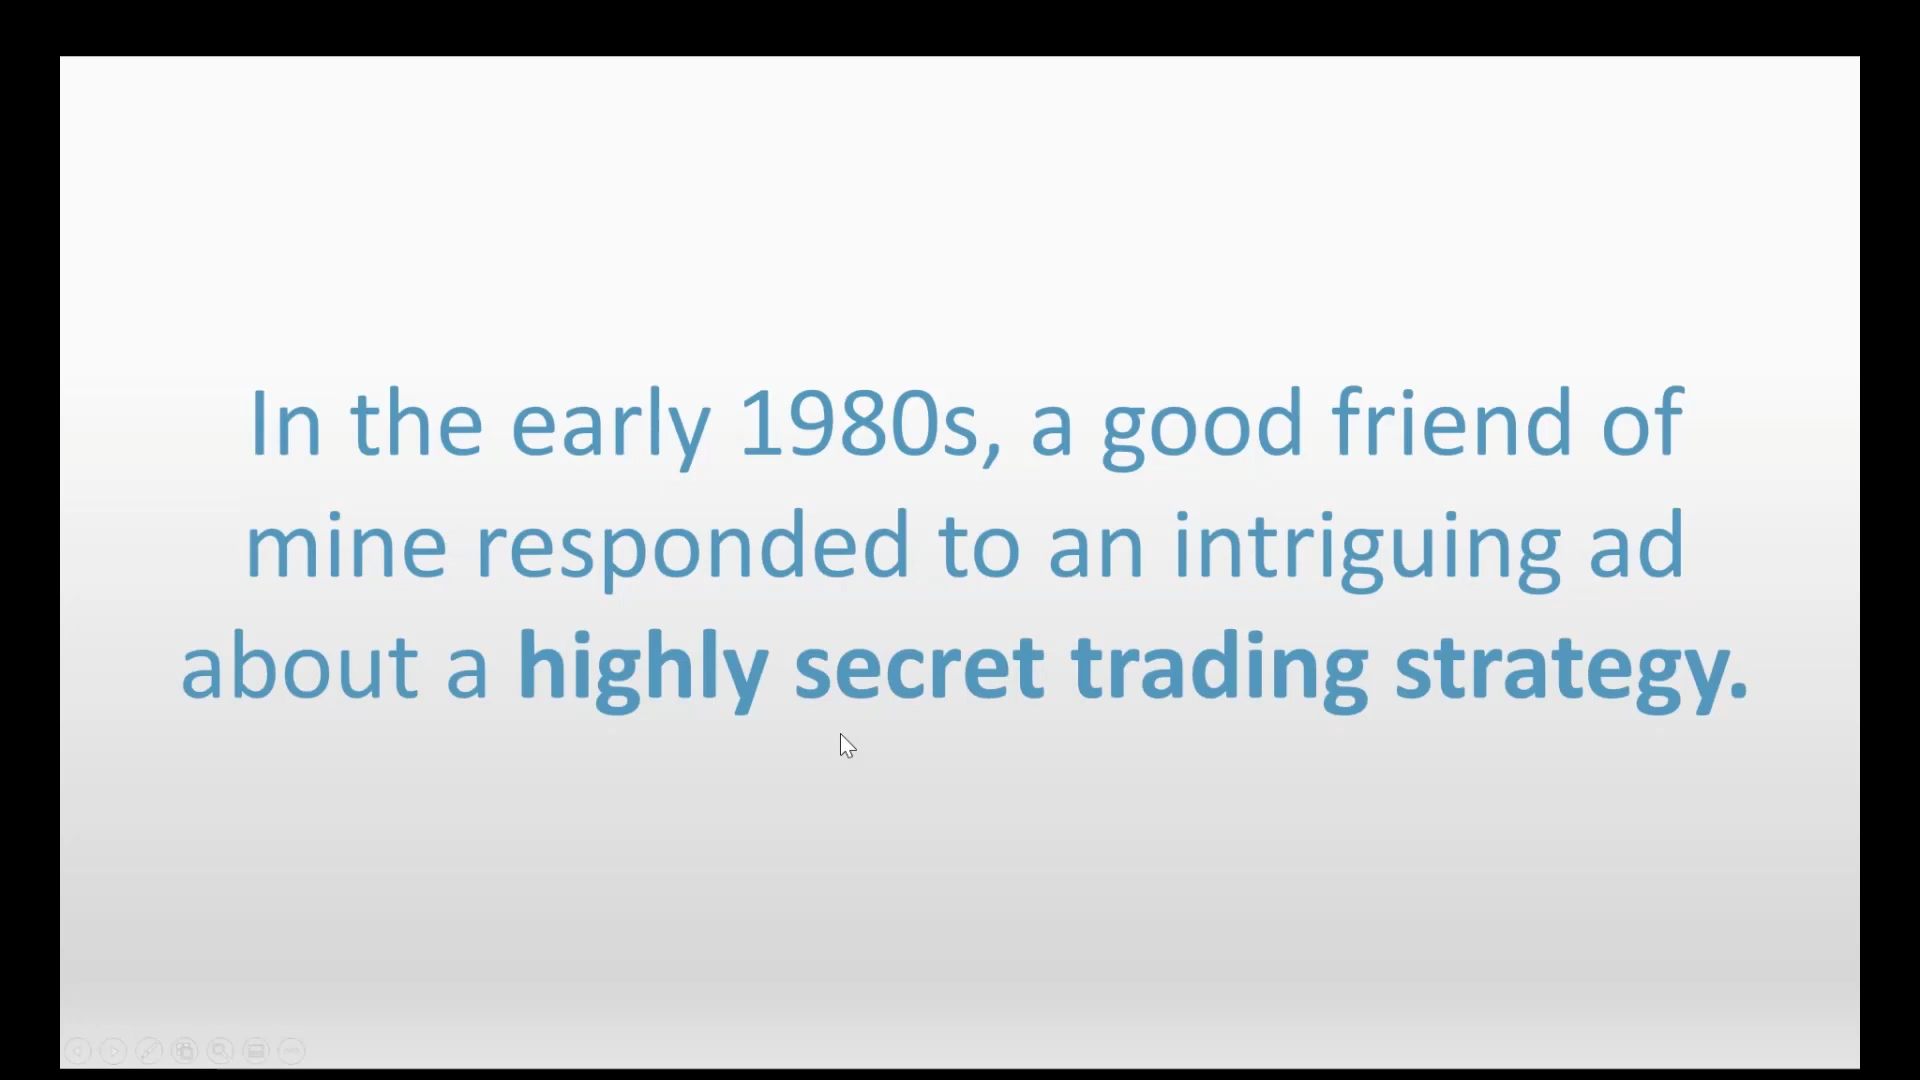 In the early 1980s, a good friend of
mine responded to an intriguing ad
about a highly secret trading strategy.